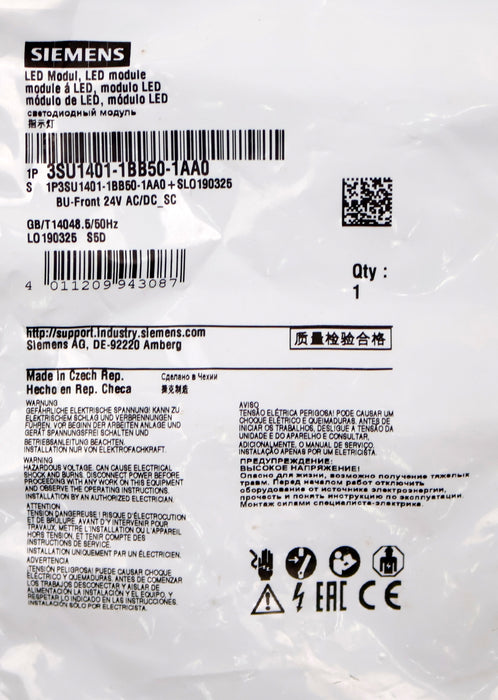 SIEMENS
LED Modul, LED module
module à LED, modulo LED
módulo de LED, módulo LED
светодиодный модуль
指示灯
1P 3SU1401-1BB50-1AA0
S 1P3SU1401-1BB50-1AA0+SLO190325
BU-Front 24V AC/DC_SC
GB/T14048.5/50Hz
LO190325 S5D
4 011209 943087
Qty :
1
http://support.industry.siemens.com
Siemens AG, DE-92220 Amberg
质量检验合格
Made in Czech Rep. Сделано в Чехии
Hecho en Rep. Checa 捷克制造
WARNUNG
GEFÄHRLICHE ELEKTRISCHE SPANNUNG! KANN ZU
ELEKTRISCHEM SCHLAG UND VERBRENNUNGEN
FÜHREN. VOR BEGINN DER ARBEITEN ANLAGE UND
GERÄT SPANNUNGSFREI SCHALTEN UND
BETRIEBSANLEITUNG BEACHTEN.
INSTALLATION NUR VON ELEKTROFACHKRAFT.
WARNING
HAZARDOUS VOLTAGE. CAN CAUSE ELECTRICAL
SHOCK AND BURNS. DISCONNECT POWER BEFORE
PROCEEDING WITH ANY WORK ON THIS EQUIPMENT
AND OBSERVE THE OPERATING INSTRUCTIONS.
INSTALLATION BY AN AUTHORIZED ELECTRICIAN.
ATTENTION
TENSION DANGEREUSE ! RISQUE D'ÉLECTROCUTION
ET DE BRÛLURE. AVANT D'Y INTERVENIR POUR
TRAVAUX, METTRE L'INSTALLATION OU L'APPAREIL
HORS TENSION, ET TENIR COMPTE DES
INSTRUCTIONS DE SERVICE.
INSTALLATION UNIQUEMENT PAR UN ÉLECTRICIEN.
ADVERTENCIA
¡TENSIÓN PELIGROSA! PUEDE CAUSAR CHOQUE
ELÉCTRICO Y QUEMADURAS. ANTES DE COMENZAR
LOS TRABAJOS DESCONECTAR Y AISLAR DE
ALIMENTACIÓN LA INSTALACIÓN Y EL EQUIPO, Y
RESPETAR LO INDICADO EN LAS INSTRUCCIONES.
INSTALACIÓN SOLO POR ELECTRICISTA.
AVISO
TENSÃO ELÉTRICA PERIGOSA! PODE CAUSAR UM
CHOQUE ELÉTRICO E QUEIMADURAS. ANTES DE
INICIAR OS TRABALHOS, DESLIGUE A TENSÃO DA
UNIDADE E DO APARELHO E CONSULTAR,
ADICIONALMENTE, O MANUAL DE SERVIÇO.
INSTALAÇÃO APENAS POR UM ELETRICISTA.
ПРЕДУПРЕЖДЕНИЕ:
ВЫСОКОЕ НАПРЯЖЕНИЕ!
Опасно для жизни, возможно получение тяжелых
травм. Перед началом работ отключить
оборудование от источника электроэнергии,
прочесть и понять инструкцию по эксплуатации.
Монтаж силами специалиста-электрика.
EAC CE